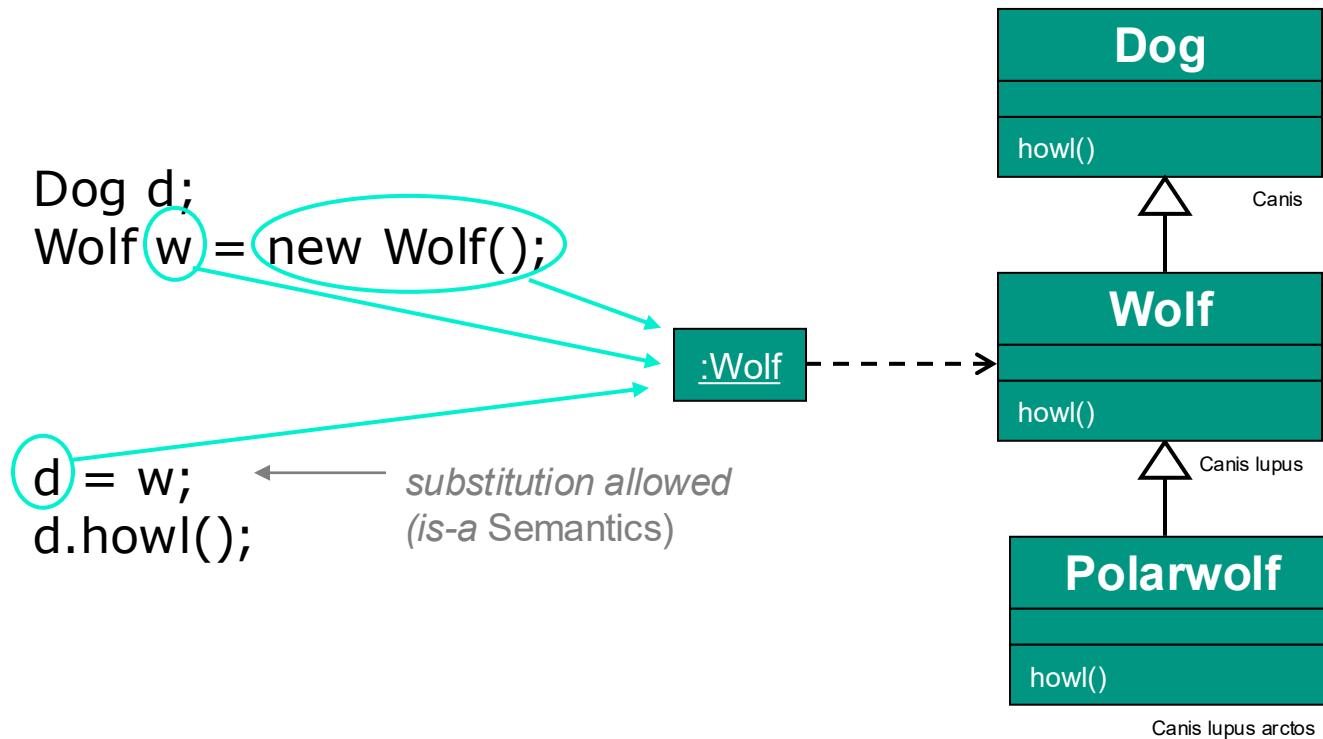 Dog d;
Wolf w = new Wolf();
d = w;
d.howl();
substitution allowed
(is-a Semantics)
:Wolf
Dog
howl()
Canis
Wolf
howl()
Canis lupus
Polarwolf
howl()
Canis lupus arctos